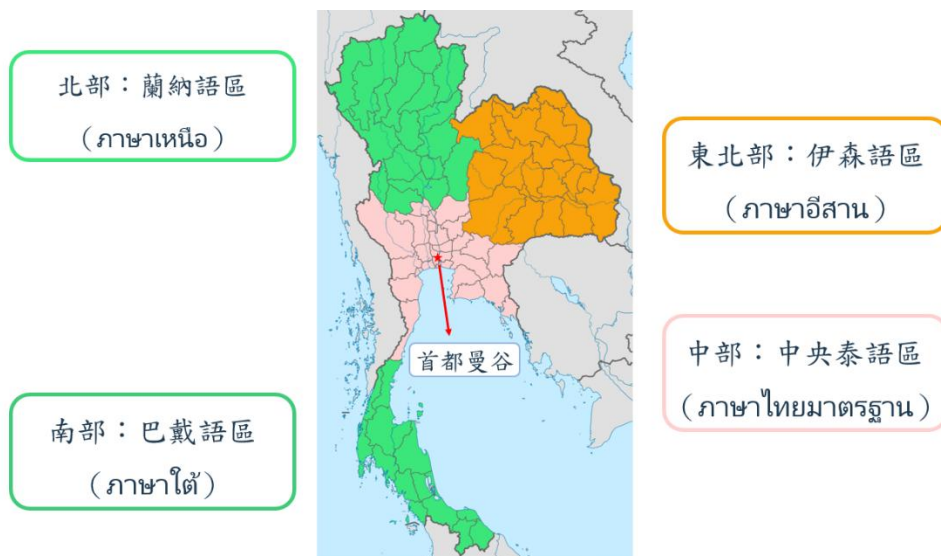 北部：蘭納語區
（ภาษาเหนือ）
東北部：伊森語區
（ภาษาอีสาน）
首都曼谷
中部：中央泰語區
（ภาษาไทยมาตรฐาน）
南部：巴戴語區
（ภาษาใต้）